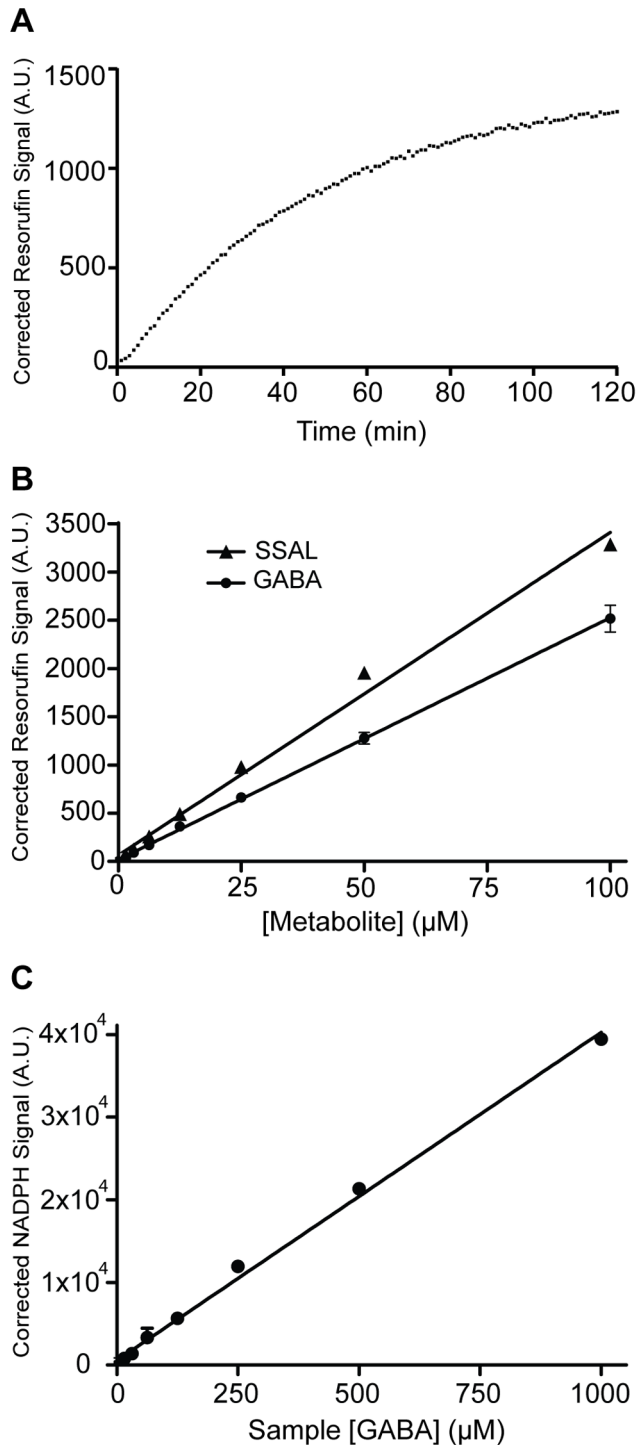 A
Corrected Resorufin Signal (A.U.)
1500
1000
500
0
0 20 40 60 80 100 120
Time (min)
B
Corrected Resorufin Signal (A.U.)
3500
3000
2500
2000
1500
1000
500
0
SSAL
GABA
0 25 50 75 100
[Metabolite] (µM)
C
Corrected NADPH Signal (A.U.)
4x10⁴
3x10⁴
2x10⁴
1x10⁴
0
0 250 500 750 1000
Sample [GABA] (µM)